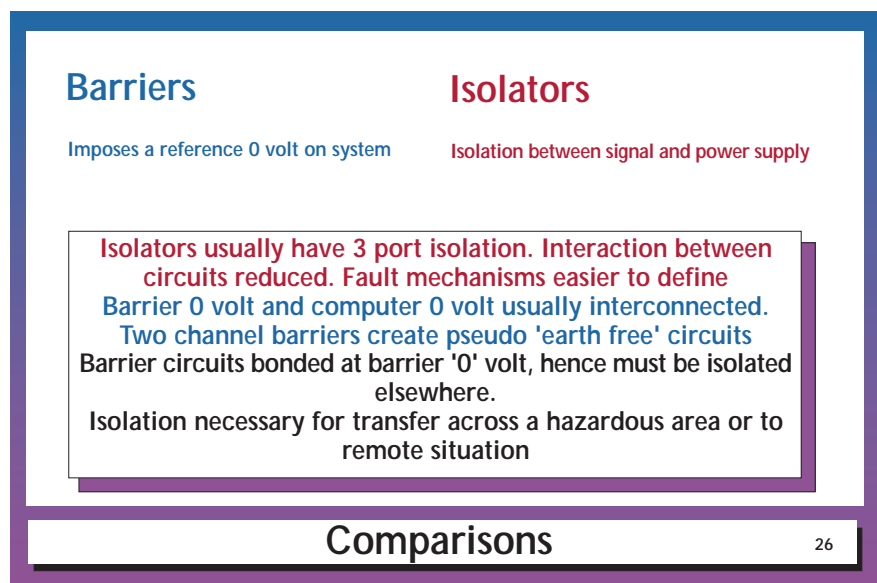 Barriers
Isolators
Imposes a reference 0 volt on system
Isolation between signal and power supply
Isolators usually have 3 port isolation. Interaction between
circuits reduced. Fault mechanisms easier to define
Barrier 0 volt and computer 0 volt usually interconnected.
Two channel barriers create pseudo 'earth free' circuits
Barrier circuits bonded at barrier '0' volt, hence must be isolated
elsewhere.
Isolation necessary for transfer across a hazardous area or to
remote situation
Comparisons
26